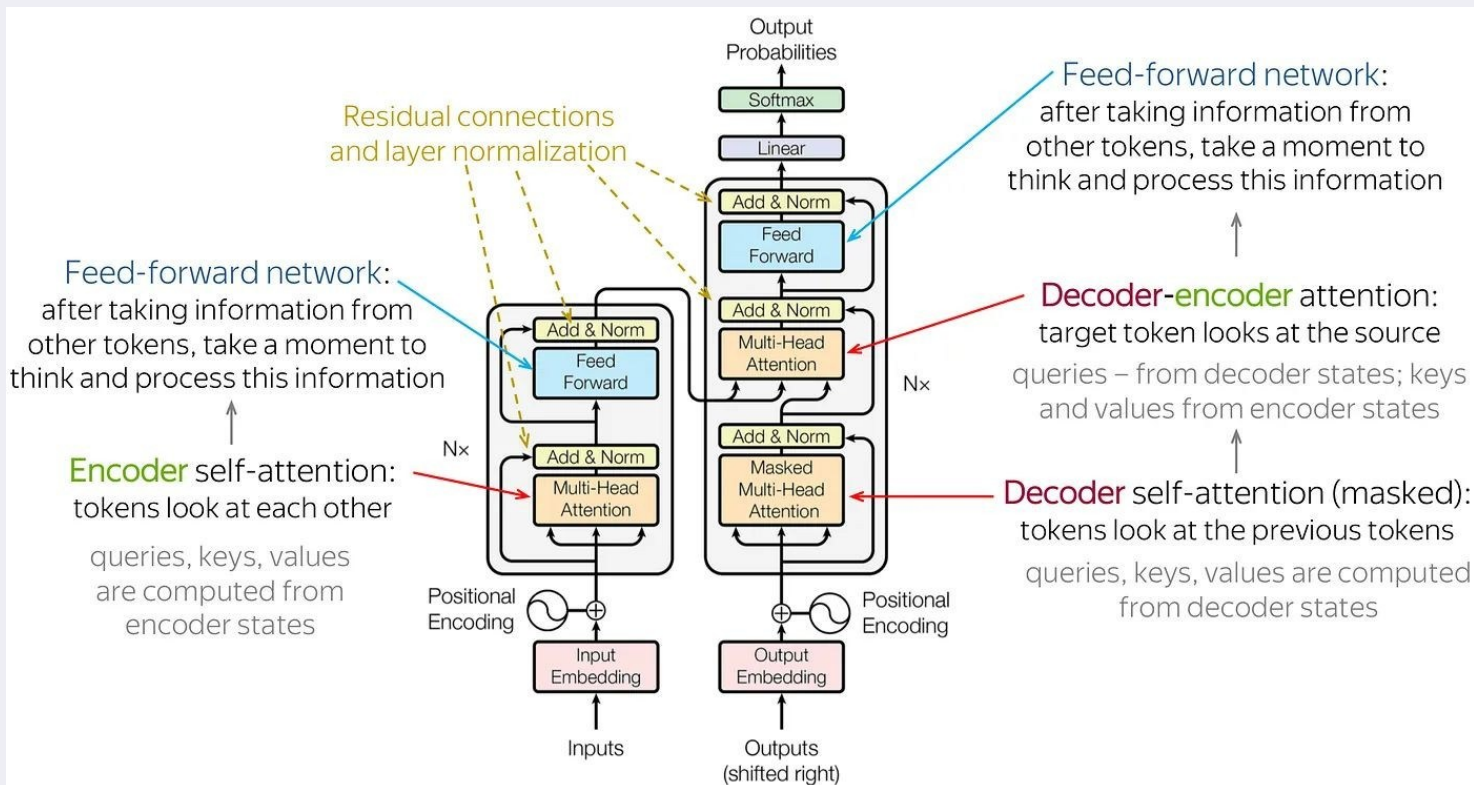 Output
Probabilities
Softmax
Linear
Add & Norm
Feed
Forward
Add & Norm
Multi-Head
Attention
Nx
Add & Norm
Masked
Multi-Head
Attention
Positional
Encoding
Output
Embedding
Outputs
(shifted right)
Residual connections
and layer normalization
Add & Norm
Feed
Forward
Nx
Add & Norm
Multi-Head
Attention
Positional
Encoding
Input
Embedding
Inputs
Feed-forward network:
after taking information from
other tokens, take a moment to
think and process this information
Encoder self-attention:
tokens look at each other
queries, keys, values
are computed from
encoder states
Feed-forward network:
after taking information from
other tokens, take a moment to
think and process this information
Decoder-encoder attention:
target token looks at the source
queries – from decoder states; keys
and values from encoder states
Decoder self-attention (masked):
tokens look at the previous tokens
queries, keys, values are computed
from decoder states